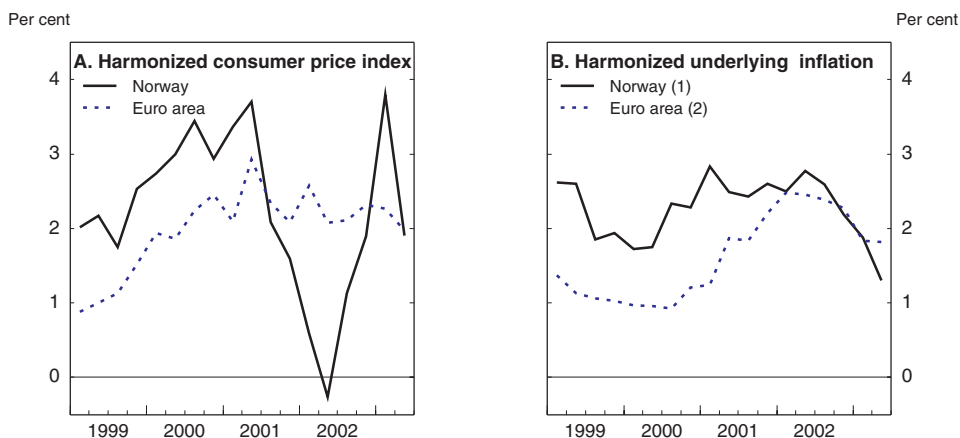 Per cent
Per cent
A. Harmonized consumer price index
Norway
Euro area
4
3
2
1
0
1999 2000 2001 2002
B. Harmonized underlying inflation
Norway (1)
Euro area (2)
4
3
2
1
0
1999 2000 2001 2002